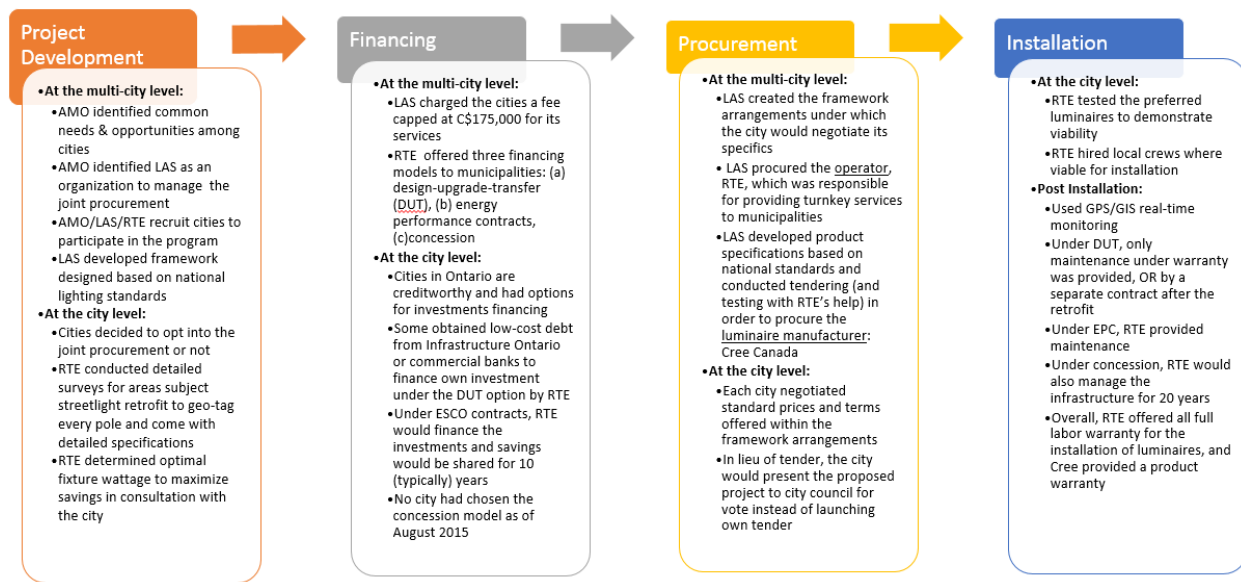 Project
Development
•At the multi-city level:
•AMO identified common
needs & opportunities among
cities
•AMO identified LAS as an
organization to manage the
joint procurement
•AMO/LAS/RTE recruit cities to
participate in the program
•LAS developed framework
designed based on national
lighting standards
•At the city level:
•Cities decided to opt into the
joint procurement or not
•RTE conducted detailed
surveys for areas subject
streetlight retrofit to geo-tag
every pole and come with
detailed specifications
•RTE determined optimal
fixture wattage to maximize
savings in consultation with
the city
Financing
•At the multi-city level:
•LAS charged the cities a fee
capped at C$175,000 for its
services
•RTE offered three financing
models to municipalities: (a)
design-upgrade-transfer
(DUT), (b) energy
performance contracts,
(c)concession
•At the city level:
•Cities in Ontario are
creditworthy and had options
for investments financing
•Some obtained low-cost debt
from Infrastructure Ontario
or commercial banks to
finance own investment
under the DUT option by RTE
•Under ESCO contracts, RTE
would finance the
investments and savings
would be shared for 10
(typically) years
•No city had chosen the
concession model as of
August 2015
Procurement
•At the multi-city level:
•LAS created the framework
arrangements under which
the city would negotiate its
specifics
•LAS procured the operator,
RTE, which was responsible
for providing turnkey services
to municipalities
•LAS developed product
specifications based on
national standards and
conducted tendering (and
testing with RTE's help) in
order to procure the
luminaire manufacturer:
Cree Canada
•At the city level:
•Each city negotiated
standard prices and terms
offered within the
framework arrangements
•In lieu of tender, the city
would present the proposed
project to city council for
vote instead of launching
own tender
Installation
•At the city level:
•RTE tested the preferred
luminaires to demonstrate
viability
•RTE hired local crews where
viable for installation
•Post Installation:
•Used GPS/GIS real-time
monitoring
•Under DUT, only
maintenance under warranty
was provided, OR by a
separate contract after the
retrofit
•Under EPC, RTE provided
maintenance
•Under concession, RTE would
also manage the
infrastructure for 20 years
•Overall, RTE offered all full
labor warranty for the
installation of luminaires, and
Cree provided a product
warranty